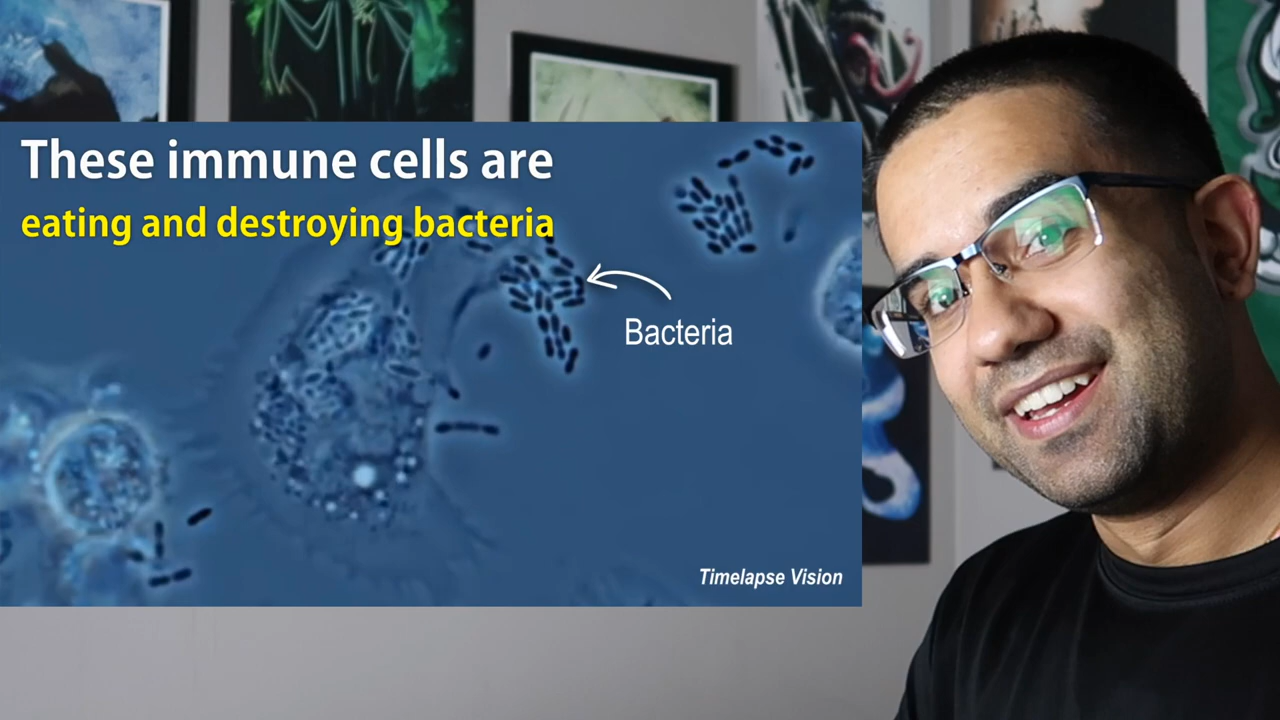 These immune cells are
eating and destroying bacteria
Bacteria
Timelapse Vision